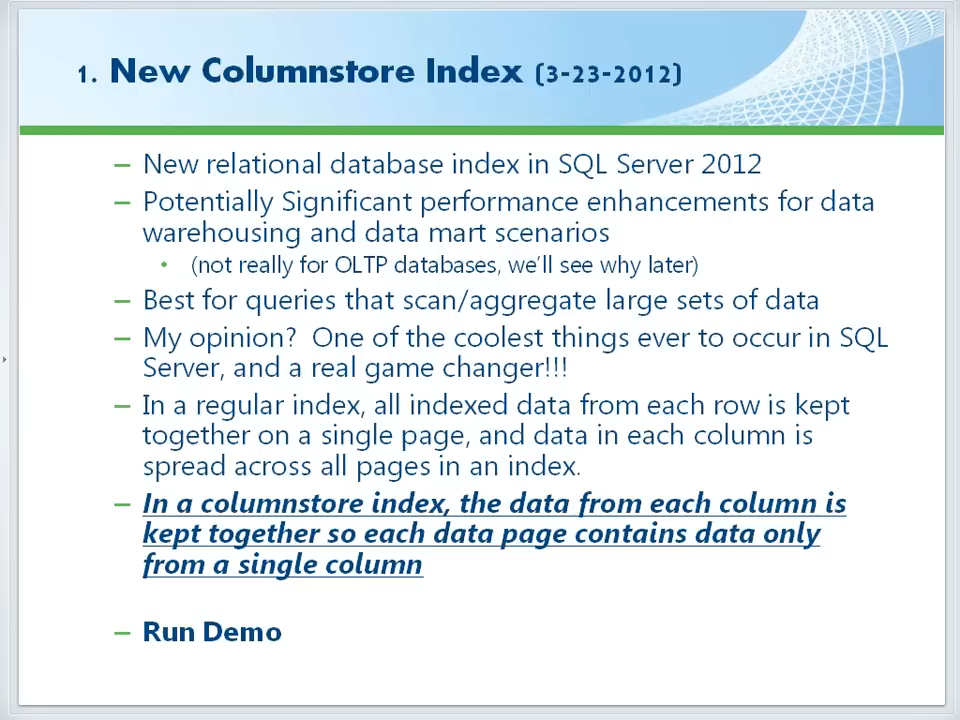 1. New Columnstore Index (3-23-2012)
– New relational database index in SQL Server 2012
– Potentially Significant performance enhancements for data
warehousing and data mart scenarios
• (not really for OLTP databases, we’ll see why later)
– Best for queries that scan/aggregate large sets of data
– My opinion? One of the coolest things ever to occur in SQL
Server, and a real game changer!!!
– In a regular index, all indexed data from each row is kept
together on a single page, and data in each column is
spread across all pages in an index.
– In a columnstore index, the data from each column is
kept together so each data page contains data only
from a single column
– Run Demo